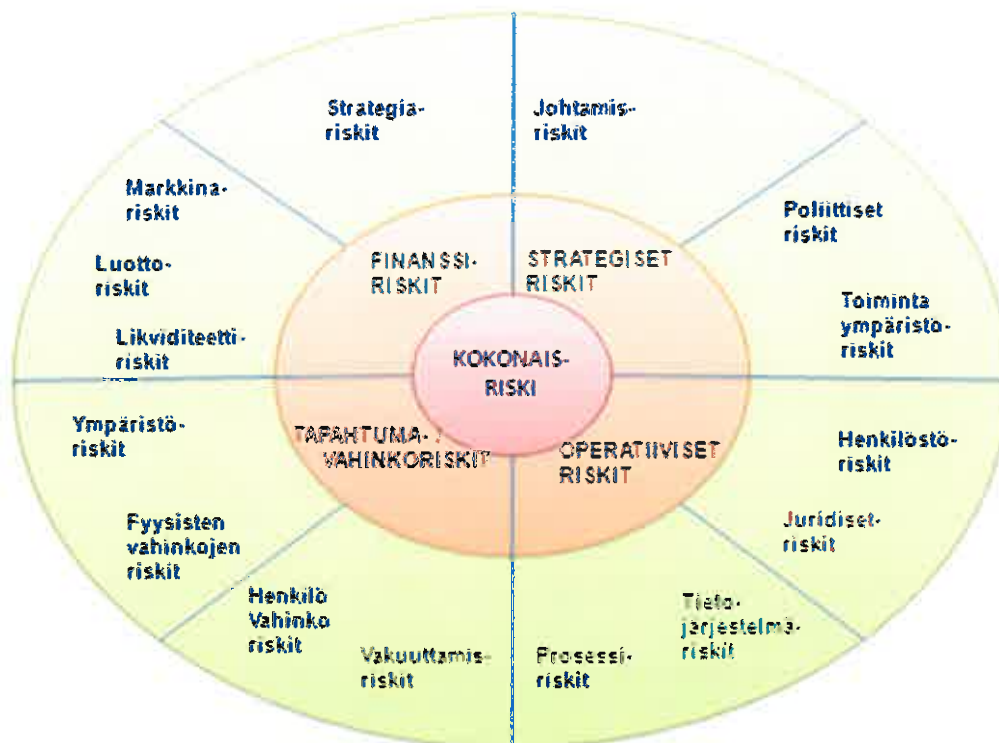 Strategia-
riskit
Johtamis-
riskit
Markkina-
riskit
Poliittiset
riskit
Luotto-
riskit
FINANSSI-
RISKIT
STRATEGISET
RISKIT
Toiminta
ympäristö-
riskit
Likviditeetti-
riskit
KOKONAIS-
RISKI
Ympäristö-
riskit
TAPAHTUMA- /
VAHINKORISKIT
OPERATIIVISET
RISKIT
Henkilöstö-
riskit
Fyysisten
vahinkojen
riskit
Juridiset-
riskit
Henkilö
Vahinko
riskit
Tieto-
järjestelmä-
riskit
Vakuuttamis-
riskit
Prosessi-
riskit